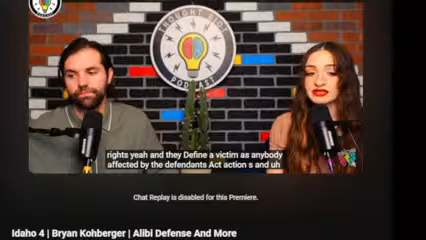 THOUGHT RIOT
PODCAST
rights yeah and they Define a victim as anybody
affected by the defendants Act action s and uh
Chat Replay is disabled for this Premiere.
Idaho 4 | Bryan Kohberger | Alibi Defense And More